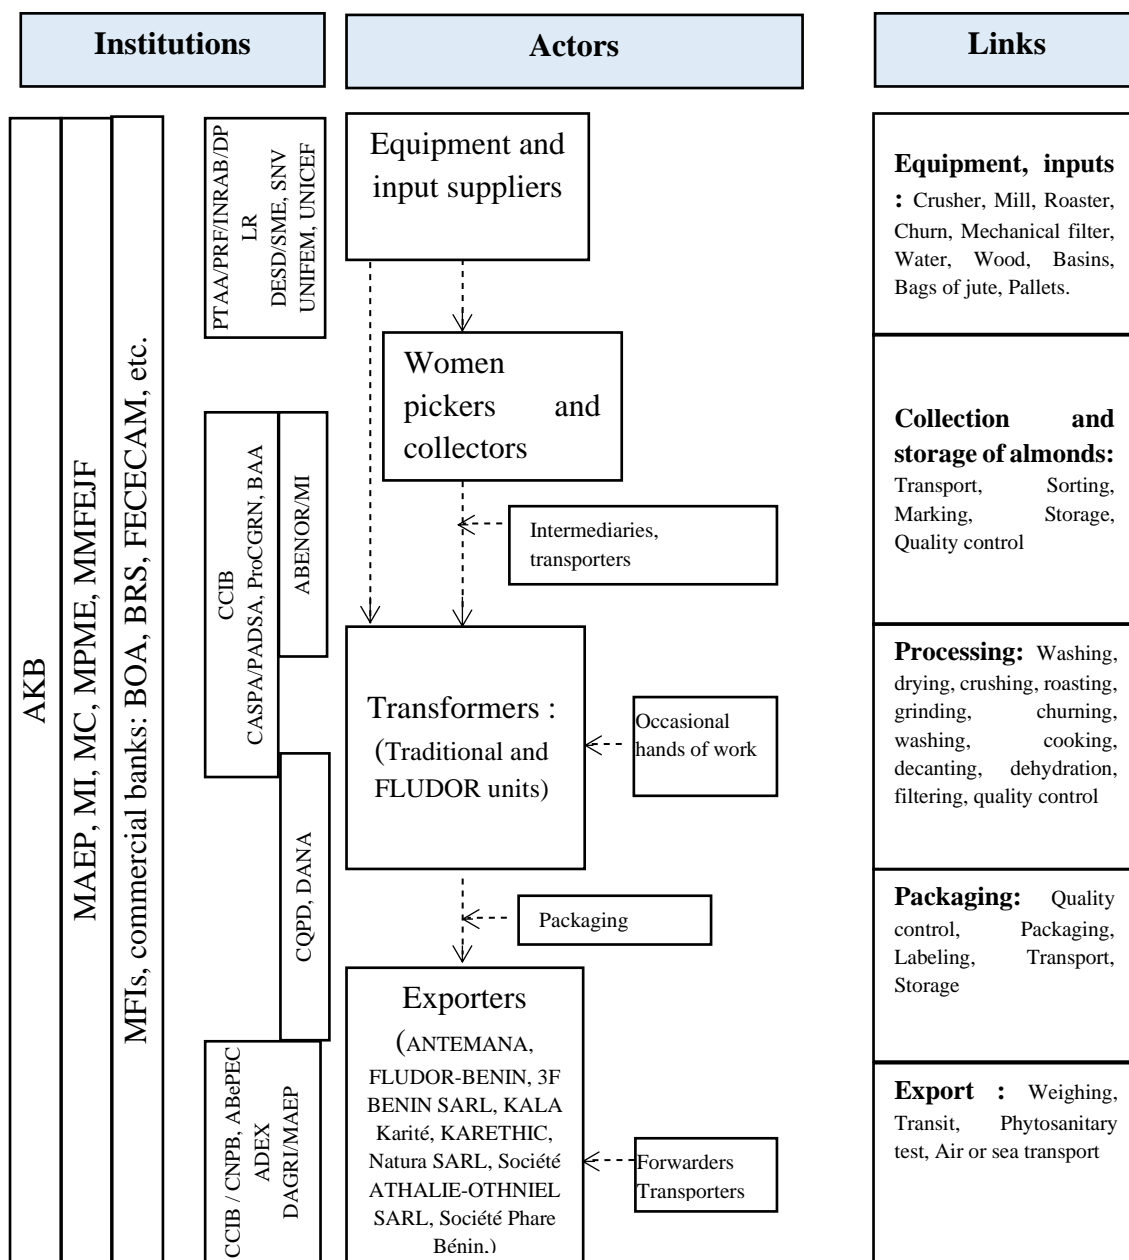 Institutions
Actors
Links
AKB
MAEP, MI, MC, MPME, MMFEJF
MFIs, commercial banks: BOA, BRS, FECECAM, etc.
PTAA/PRF/INRAB/DP
LR
DESD/SME, SNV
UNIFEM, UNICEF
CCIB
CASPA/PADSA, ProCGRN, BAA
ABENOR/MI
CQPD, DANA
CCIB / CNPB, ABePEC
ADEX
DAGRI/MAEP
Equipment and
input suppliers
Women
pickers and
collectors
Intermediaries,
transporters
Transformers :
(Traditional and
FLUDOR units)
Occasional
hands of work
Packaging
Exporters
(ANTEMANA,
FLUDOR-BENIN, 3F
BENIN SARL, KALA
Karité, KARETHIC,
Natura SARL, Société
ATHALIE-OTHNIEL
SARL, Société Phare
Bénin,)
Forwarders
Transporters
Equipment, inputs
: Crusher, Mill, Roaster,
Churn, Mechanical filter,
Water, Wood, Basins,
Bags of jute, Pallets.
Collection and
storage of almonds:
Transport, Sorting,
Marking, Storage,
Quality control
Processing: Washing,
drying, crushing, roasting,
grinding, churning,
washing, cooking,
decanting, dehydration,
filtering, quality control
Packaging: Quality
control, Packaging,
Labeling, Transport,
Storage
Export : Weighing,
Transit, Phytosanitary
test, Air or sea transport